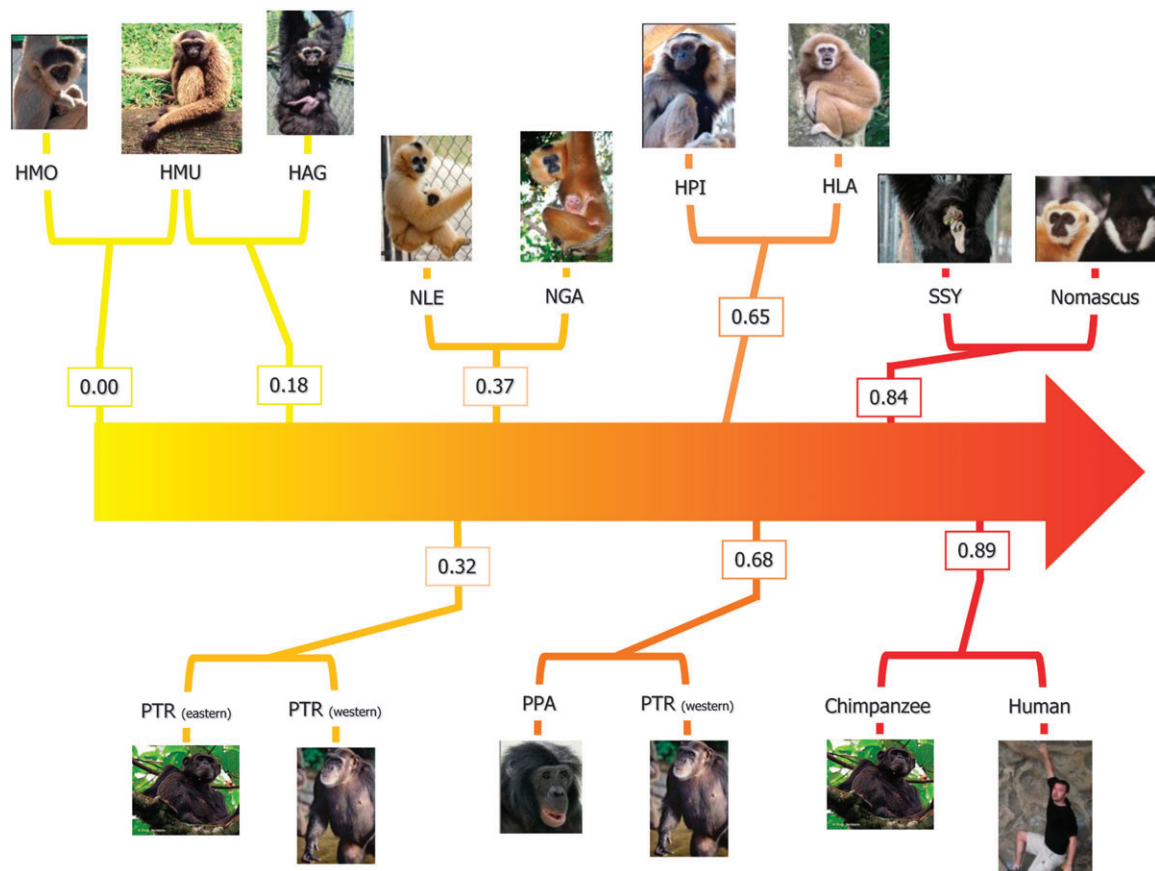 HMO
HMU
HAG
HPI
HLA
NLE
NGA
SSY
Nomascus
0.65
0.00
0.18
0.37
0.84
0.32
0.68
0.89
PTR (eastern)
PTR (western)
PPA
PTR (western)
Chimpanzee
Human